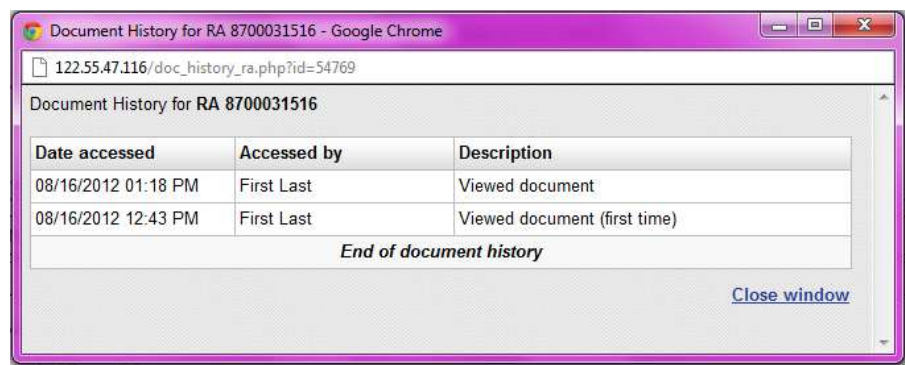 Document History for RA 8700031516 - Google Chrome
122.55.47.116/doc_history_ra.php?id=54769
Document History for RA 8700031516
Date accessed Accessed by Description
08/16/2012 01:18 PM First Last Viewed document
08/16/2012 12:43 PM First Last Viewed document (first time)
End of document history
Close window